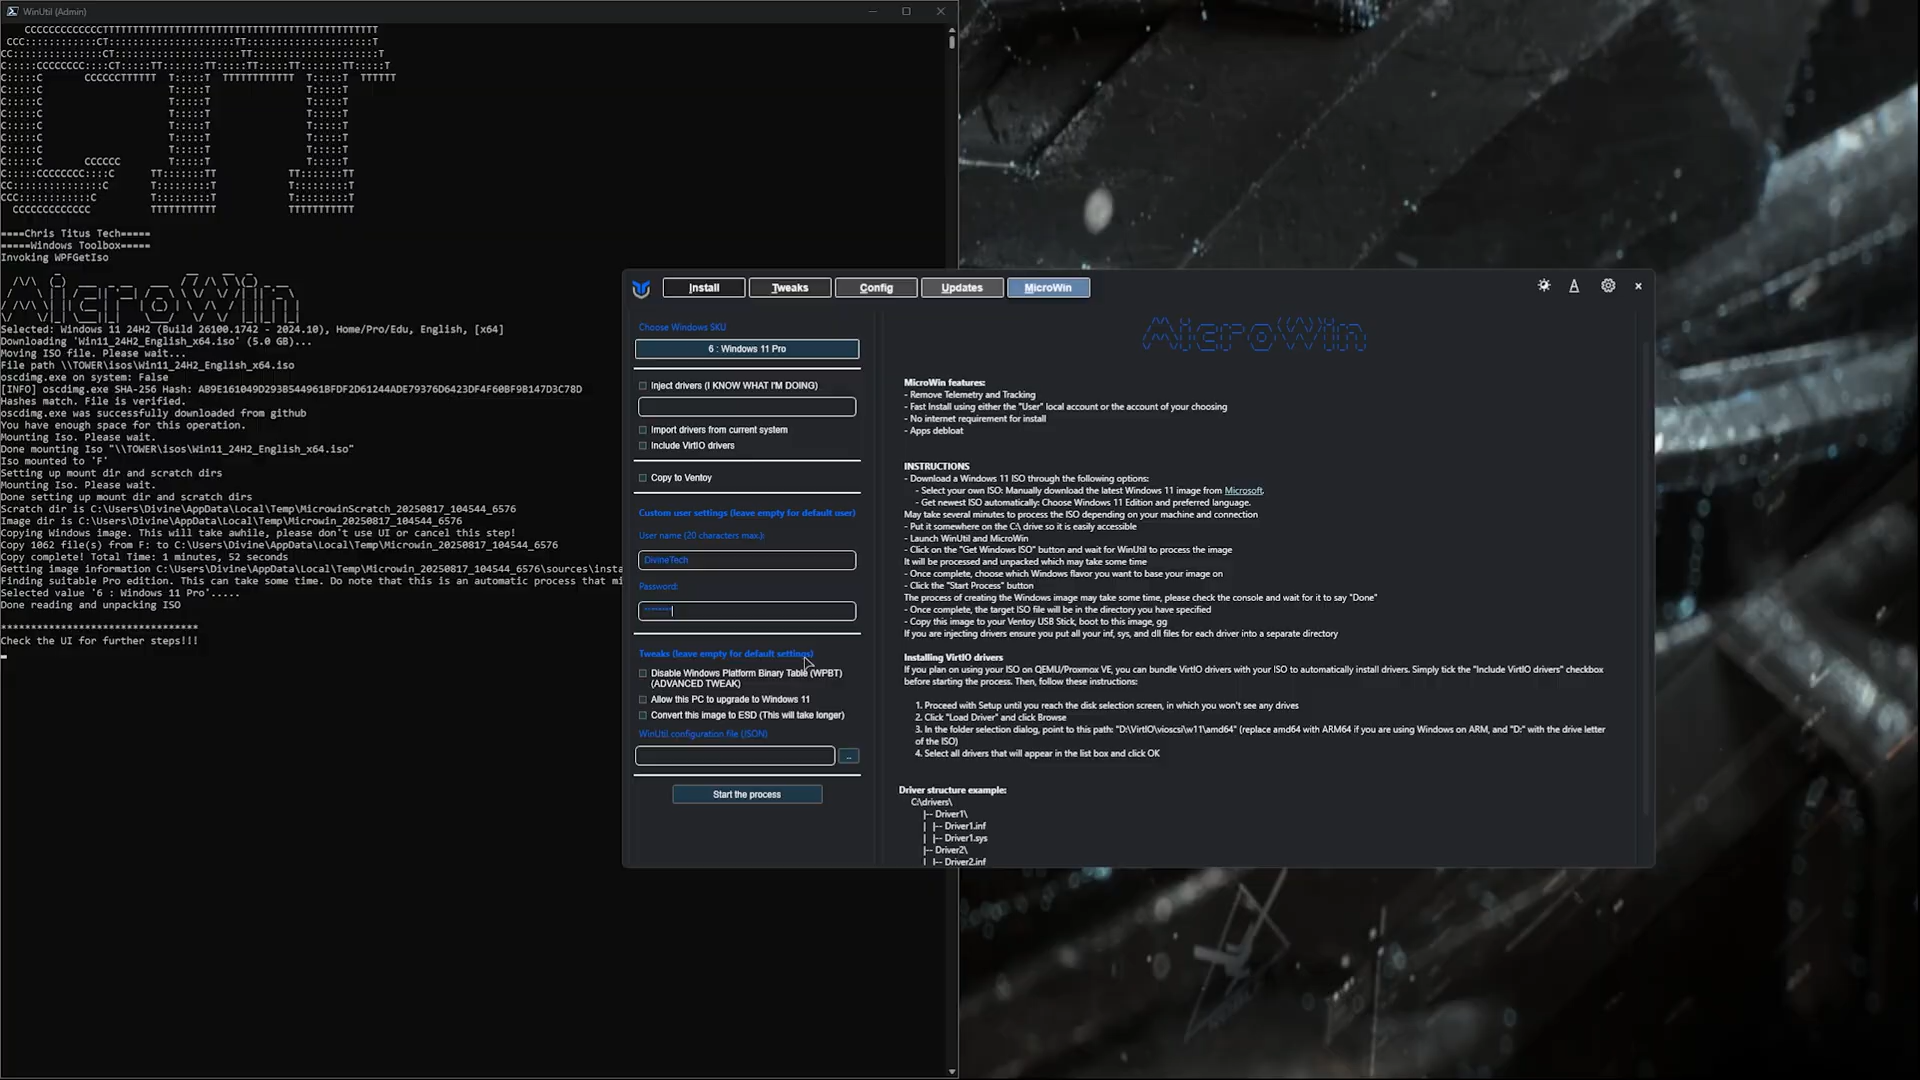 WinUtil (Admin)
CCCCCCCCCCCCCTTTTTTTTTTTTTTTTTTTTTTTTTTTTTTTTTTTTTTTTTTTTTT
====Chris Titus Tech=====
=====Windows Toolbox=====
Invoking WPFGetIso
Selected: Windows 11 24H2 (Build 26100.1742 - 2024.10), Home/Pro/Edu, English, [x64]
Downloading 'Win11_24H2_English_x64.iso' (5.0 GB)...
Moving ISO file. Please wait...
File path \\TOWER\isos\Win11_24H2_English_x64.iso
oscdimg.exe on system: False
[INFO] oscdimg.exe SHA-256 Hash: AB9E161049D293B544961BFDF2D61244ADE79376D6423DF4F60BF9B147D3C78D
Hashes match. File is verified.
oscdimg.exe was successfully downloaded from github
You have enough space for this operation.
Mounting Iso. Please wait.
Done mounting Iso "\\TOWER\isos\Win11_24H2_English_x64.iso"
Iso mounted to 'F'
Setting up mount dir and scratch dirs
Mounting Iso. Please wait.
Done setting up mount dir and scratch dirs
Scratch dir is C:\Users\Divine\AppData\Local\Temp\MicrowinScratch_20250817_104544_6576
Image dir is C:\Users\Divine\AppData\Local\Temp\Microwin_20250817_104544_6576
Copying Windows image. This will take awhile, please don't use UI or cancel this step!
Copy 1062 file(s) from F: to C:\Users\Divine\AppData\Local\Temp\Microwin_20250817_104544_6576
Copy complete! Total Time: 1 minutes, 52 seconds
Getting image information C:\Users\Divine\AppData\Local\Temp\Microwin_20250817_104544_6576\sources\insta
Finding suitable Pro edition. This can take some time. Do note that this is an automatic process that mi
Selected value '6 : Windows 11 Pro'.....
Done reading and unpacking ISO
*********************************
Check the UI for further steps!!!
Install
Tweaks
Config
Updates
MicroWin
Choose Windows SKU
6 : Windows 11 Pro
Inject drivers (I KNOW WHAT I'M DOING)
Import drivers from current system
Include VirtIO drivers
Copy to Ventoy
Custom user settings (leave empty for default user)
User name (20 characters max.):
DivineTech
Password:
Tweaks (leave empty for default settings)
Disable Windows Platform Binary Table (WPBT)
(ADVANCED TWEAK)
Allow this PC to upgrade to Windows 11
Convert this image to ESD (This will take longer)
WinUtil configuration file (JSON)
...
Start the process
MicroWin
MicroWin features:
- Remove Telemetry and Tracking
- Fast Install using either the "User" local account or the account of your choosing
- No internet requirement for install
- Apps debloat
INSTRUCTIONS
- Download a Windows 11 ISO through the following options:
- Select your own ISO: Manually download the latest Windows 11 image from Microsoft.
- Get newest ISO automatically: Choose Windows 11 Edition and preferred language.
May take several minutes to process the ISO depending on your machine and connection
- Put it somewhere on the C:\ drive so it is easily accessible
- Launch WinUtil and MicroWin
- Click on the "Get Windows ISO" button and wait for WinUtil to process the image
It will be processed and unpacked which may take some time
- Once complete, choose which Windows flavor you want to base your image on
- Click the "Start Process" button
The process of creating the Windows image may take some time, please check the console and wait for it to say "Done"
- Once complete, the target ISO file will be in the directory you have specified
- Copy this image to your Ventoy USB Stick, boot to this image, gg
If you are injecting drivers ensure you put all your inf, sys, and dll files for each driver into a separate directory
Installing VirtIO drivers
If you plan on using your ISO on QEMU/Proxmox VE, you can bundle VirtIO drivers with your ISO to automatically install drivers. Simply tick the "Include VirtIO drivers" checkbox
before starting the process. Then, follow these instructions:
1. Proceed with Setup until you reach the disk selection screen, in which you won't see any drives
2. Click "Load Driver" and click Browse
3. In the folder selection dialog, point to this path: "D:\VirtIO\vioscsi\w11\amd64" (replace amd64 with ARM64 if you are using Windows on ARM, and "D:" with the drive letter
of the ISO)
4. Select all drivers that will appear in the list box and click OK
Driver structure example:
C:\drivers\
|-- Driver1\
| |-- Driver1.inf
| |-- Driver1.sys
|-- Driver2\
| |-- Driver2.inf